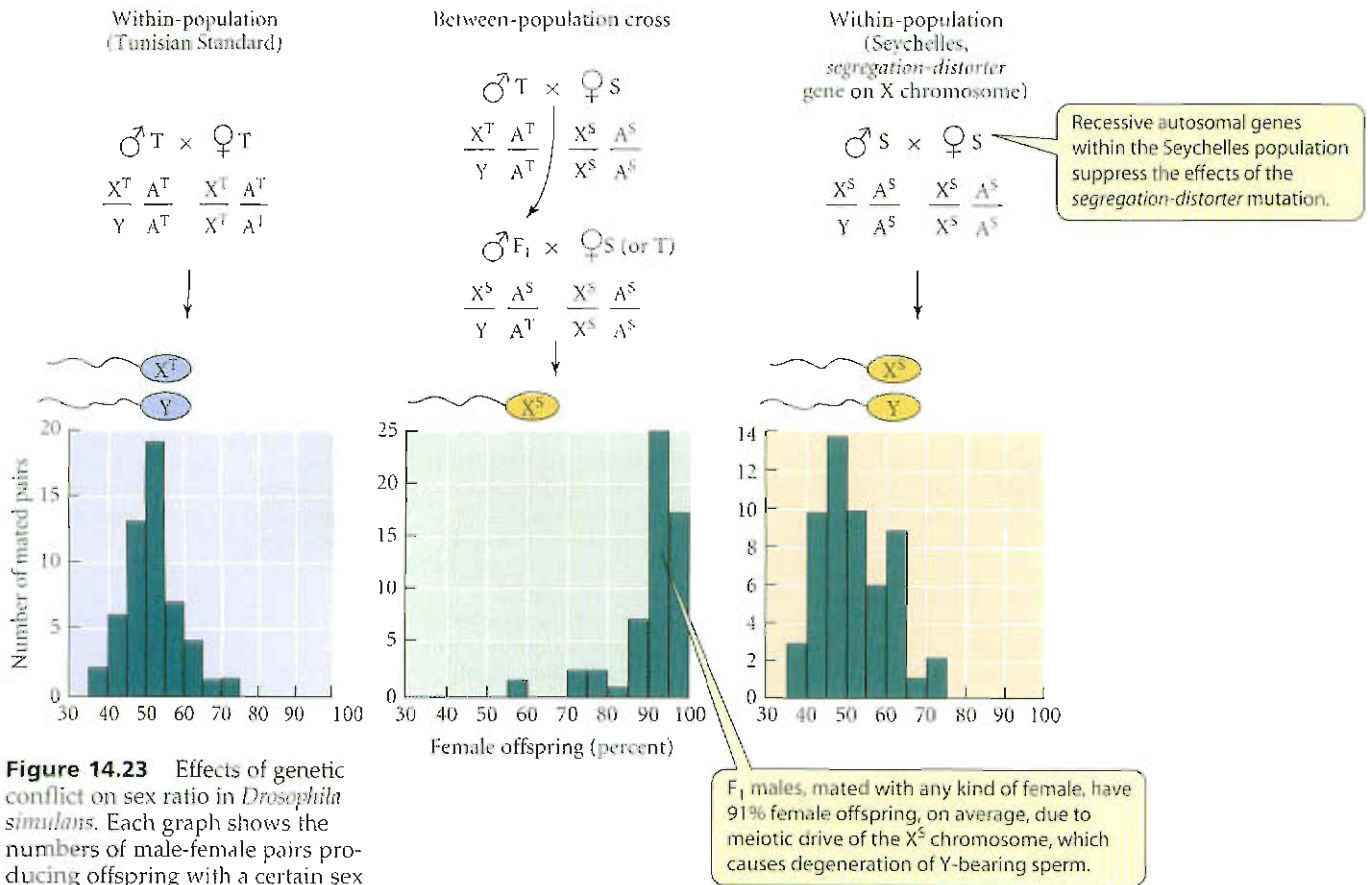 Within-population
(Tunisian Standard)
♂T × ♀T
X^T A^T X^T A^T
Y A^T X^T A^T
Between-population cross
♂T × ♀S
X^T A^T X^S A^S
Y A^T X^S A^S
♂F₁ × ♀S (or T)
X^S A^S X^S A^S
Y A^T X^S A^S
Within-population
(Seychelles,
segregation-distorter
gene on X chromosome)
♂S × ♀S
X^S A^S X^S A^S
Y A^S X^S A^S
Recessive autosomal genes
within the Seychelles population
suppress the effects of the
segregation-distorter mutation.
X^T
Y
X^S
X^S
Y
Number of mated pairs
20
15
10
5
0
30 40 50 60 70 80 90 100
25
20
15
10
5
0
30 40 50 60 70 80 90 100
Female offspring (percent)
14
12
10
8
6
4
2
0
30 40 50 60 70 80 90 100
F₁ males, mated with any kind of female, have
91% female offspring, on average, due to
meiotic drive of the X^S chromosome, which
causes degeneration of Y-bearing sperm.
Figure 14.23 Effects of genetic
conflict on sex ratio in Drosophila
simulans. Each graph shows the
numbers of male-female pairs pro-
ducing offspring with a certain sex